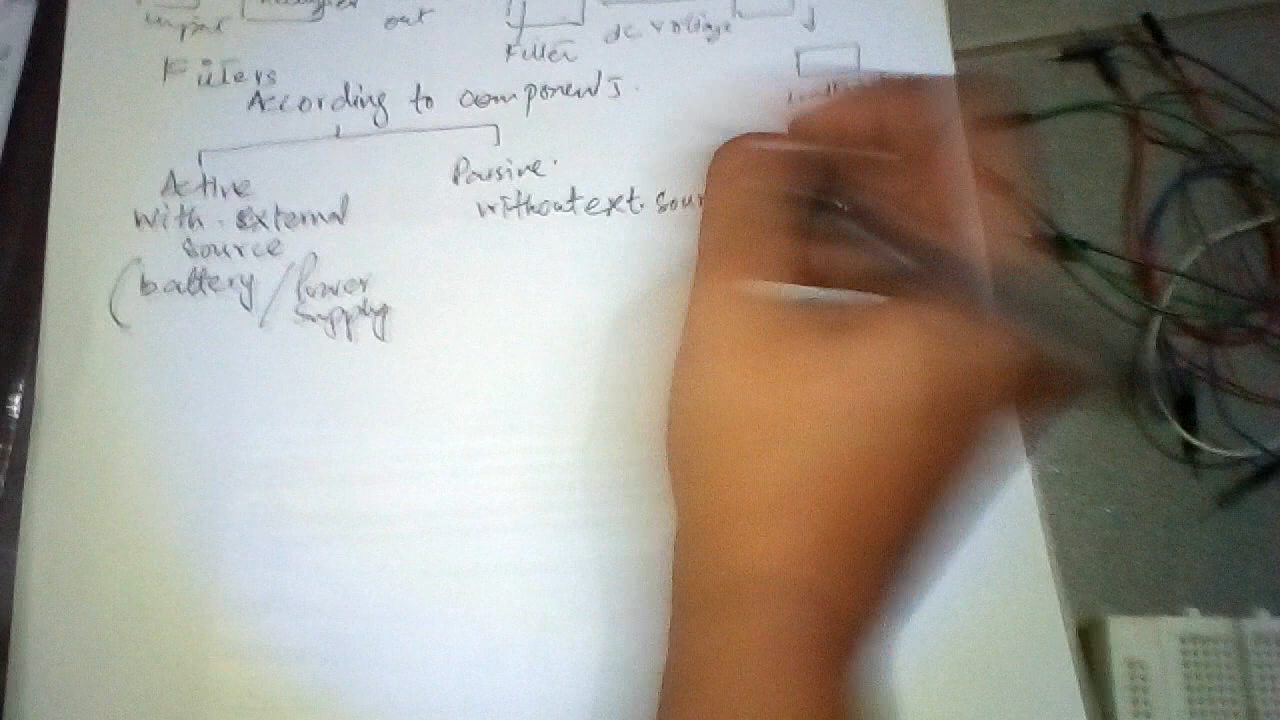 input out
Filter dc voltage
Filters
According to components.
Active Passive.
with external without ext. sour
source
(battery / Power
supply